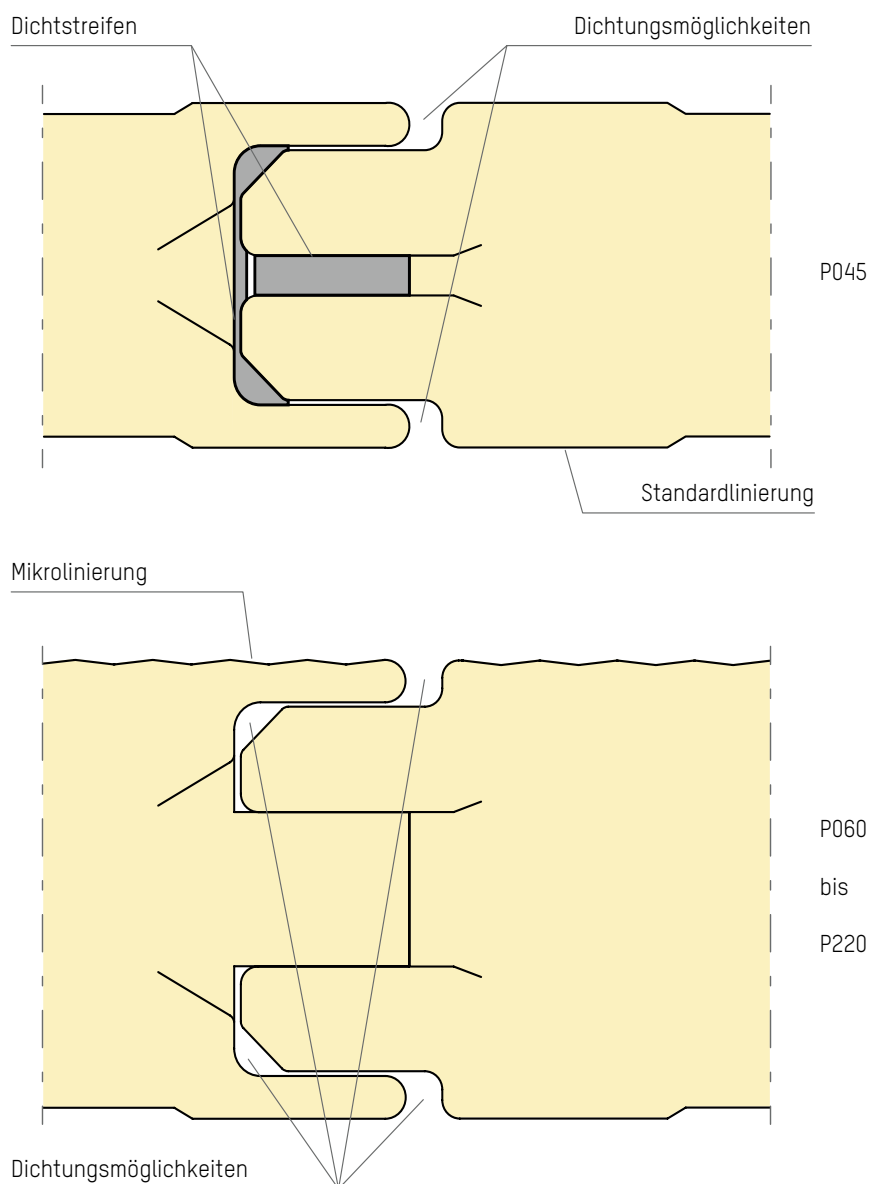 Dichtstreifen
Dichtungsmöglichkeiten
P045
Standardlinierung
Mikrolinierung
P060
bis
P220
Dichtungsmöglichkeiten